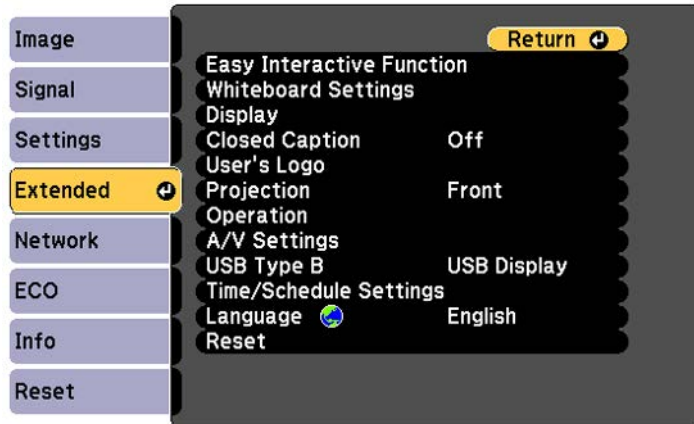 Image
Signal
Settings
Extended
Network
ECO
Info
Reset
Return
Easy Interactive Function
Whiteboard Settings
Display
Closed Caption Off
User's Logo
Projection Front
Operation
A/V Settings
USB Type B USB Display
Time/Schedule Settings
Language English
Reset